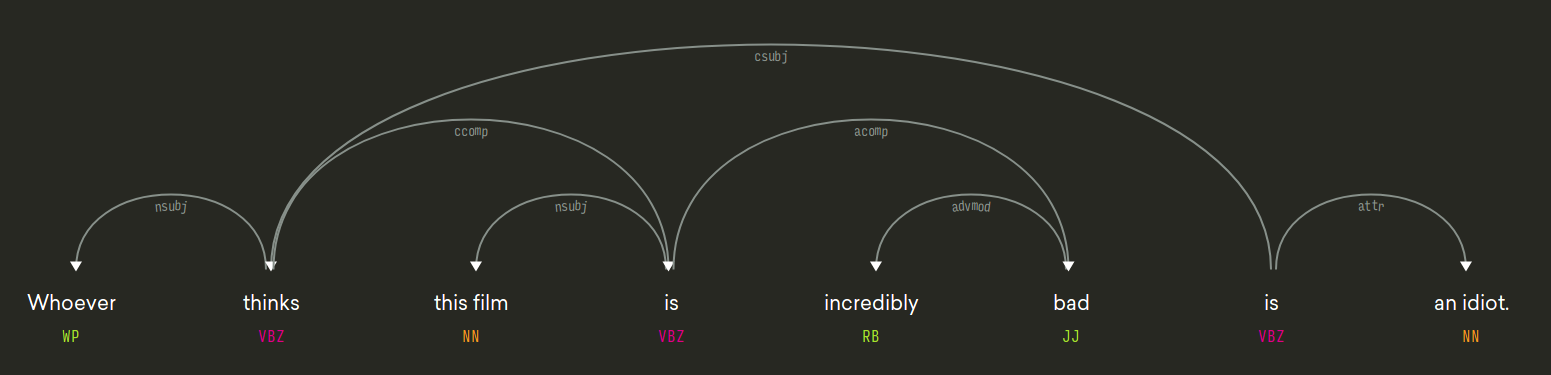 csubj
ccomp acomp
nsubj nsubj advmod attr
Whoever thinks this film is incredibly bad is an idiot.
WP VBZ NN VBZ RB JJ VBZ NN